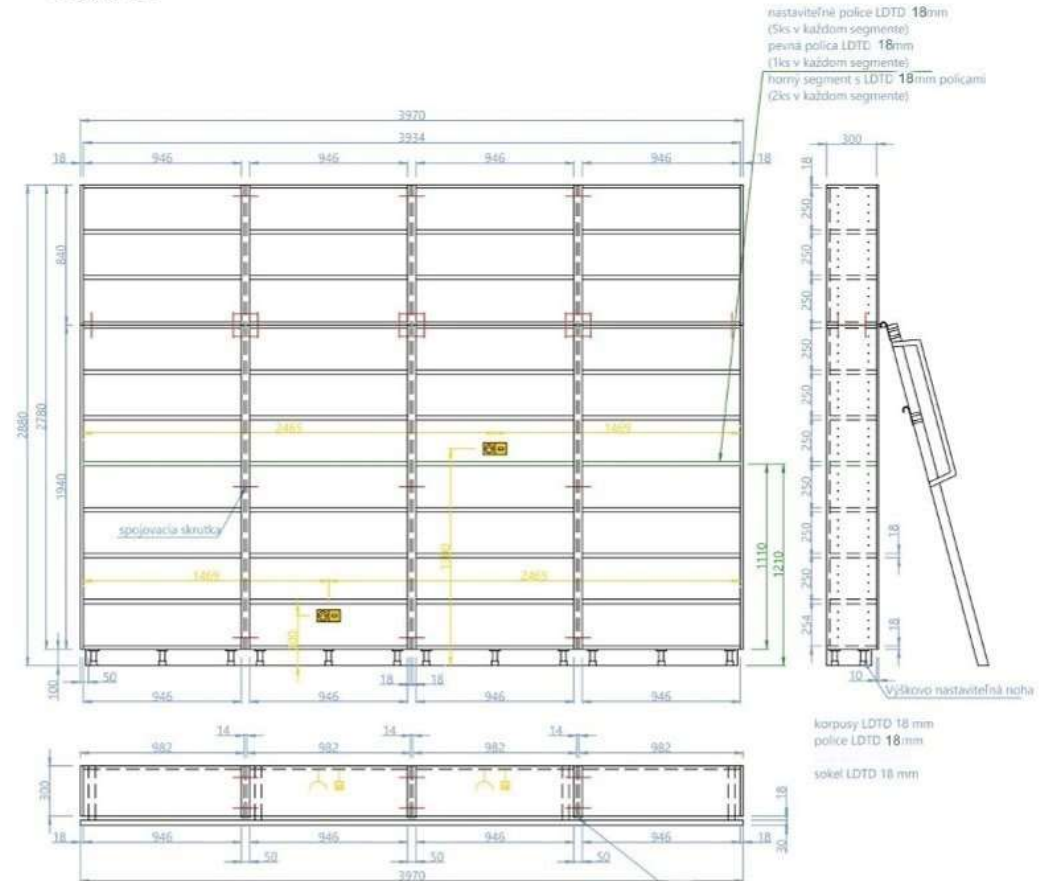 nastaviteľné police LDTD 18mm
(5ks v každom segmente)
pevná polica LDTD 18mm
(1ks v každom segmente)
horný segment s LDTD 18mm policami
(2ks v každom segmente)
3970
3934
18 946 946 946 946 18
300
18
250
250
250
250
250
250
250
250
250
254
18
18
10
840
1940
2780
2880
100
50
2465 1469
1469 2465
300
1110
1210
spojovacia skrutka
18 18
946 946 946 946
Výškovo nastaviteľná noha
korpusy LDTD 18 mm
police LDTD 18mm
sokel LDTD 18 mm
14 14 14
982 982 982 982
300
18
30
18 946 946 946 946 18
50 50 50
3970